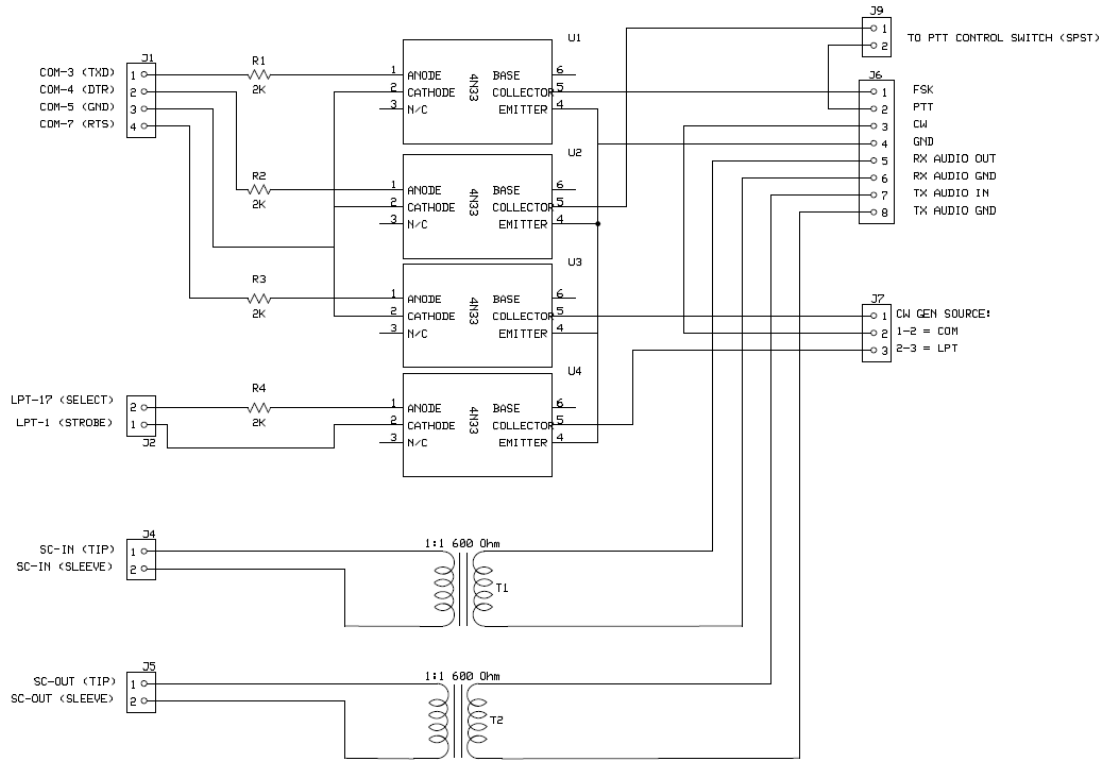 J9
1
2
TO PTT CONTROL SWITCH (SPST)
J1
COM-3 (TXD) 1
COM-4 (DTR) 2
COM-5 (GND) 3
COM-7 (RTS) 4
R1
2K
R2
2K
R3
2K
U1
1 ANODE BASE 6
2 CATHODE COLLECTOR 5
3 N/C EMITTER 4
4N33
U2
1 ANODE BASE 6
2 CATHODE COLLECTOR 5
3 N/C EMITTER 4
4N33
U3
1 ANODE BASE 6
2 CATHODE COLLECTOR 5
3 N/C EMITTER 4
4N33
J6
1 FSK
2 PTT
3 CW
4 GND
5 RX AUDIO OUT
6 RX AUDIO GND
7 TX AUDIO IN
8 TX AUDIO GND
J7
1 CW GEN SOURCE:
2 1-2 = COM
3 2-3 = LPT
LPT-17 (SELECT) 2
LPT-1 (STROBE) 1
J2
R4
2K
U4
1 ANODE BASE 6
2 CATHODE COLLECTOR 5
3 N/C EMITTER 4
4N33
J4
SC-IN (TIP) 1
SC-IN (SLEEVE) 2
1:1 600 Ohm
T1
J5
SC-OUT (TIP) 1
SC-OUT (SLEEVE) 2
1:1 600 Ohm
T2